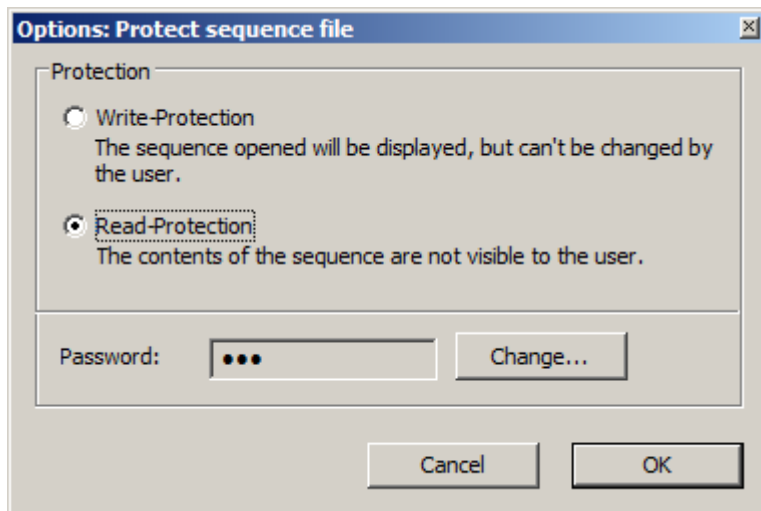 Options: Protect sequence file
Protection
Write-Protection
The sequence opened will be displayed, but can't be changed by
the user.
Read-Protection
The contents of the sequence are not visible to the user.
Password: ●●● Change...
Cancel OK